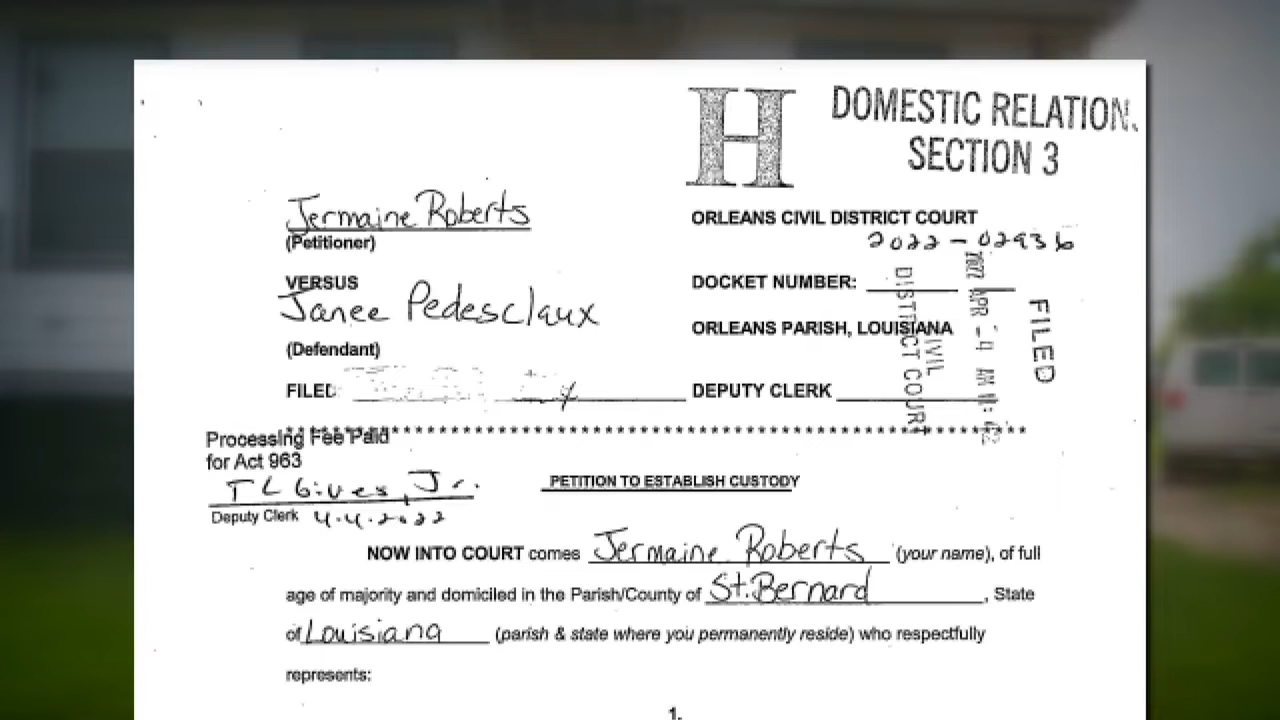 H
DOMESTIC RELATION
SECTION 3
Jermaine Roberts
(Petitioner)
ORLEANS CIVIL DISTRICT COURT
2022-02936
VERSUS
DOCKET NUMBER:
Janee Pedesclaux
ORLEANS PARISH, LOUISIANA
(Defendant)
FILED:
DEPUTY CLERK
FILED
2022 APR -4
CIVIL
DISTRICT COURT
Processing Fee Paid
for Act 963
T L Gives, Jr.
Deputy Clerk 4.4.2022
PETITION TO ESTABLISH CUSTODY
NOW INTO COURT comes Jermaine Roberts (your name), of full
age of majority and domiciled in the Parish/County of St. Bernard, State
of Louisiana (parish & state where you permanently reside) who respectfully
represents:
1.